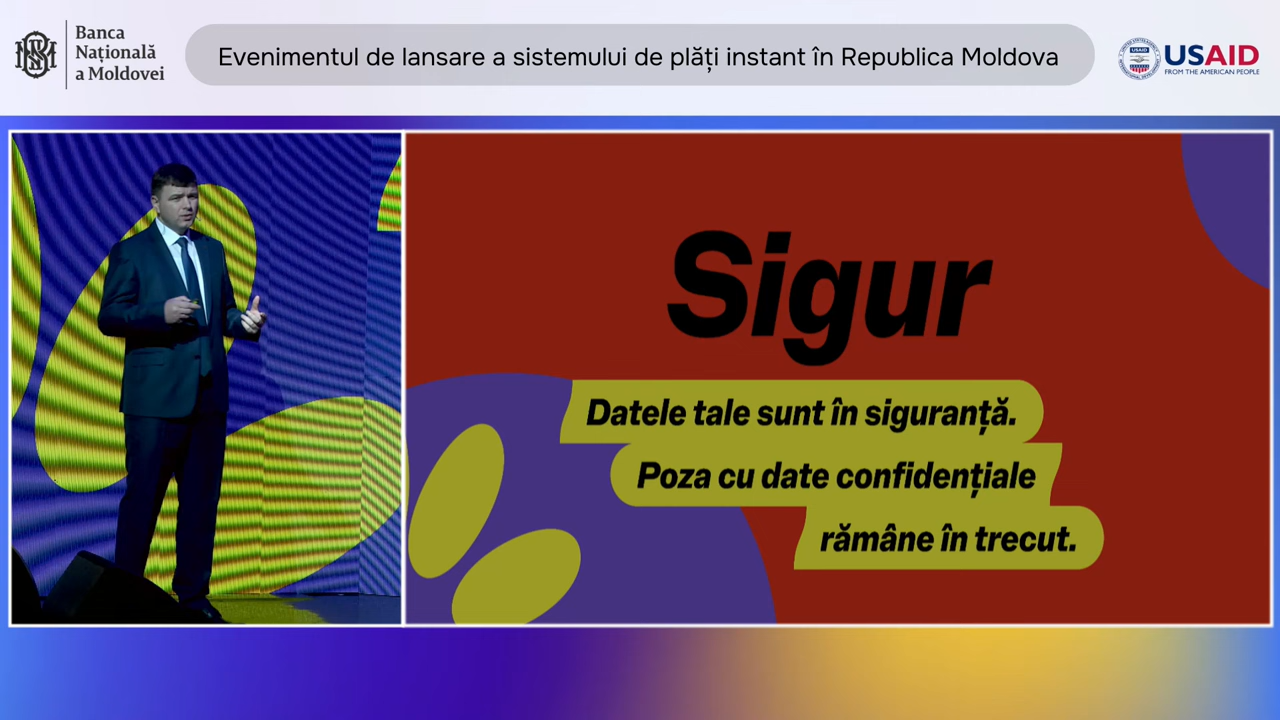 Banca
Națională
a Moldovei
Evenimentul de lansare a sistemului de plăți instant în Republica Moldova
USAID
FROM THE AMERICAN PEOPLE
Sigur
Datele tale sunt în siguranță.
Poza cu date confidențiale
rămâne în trecut.